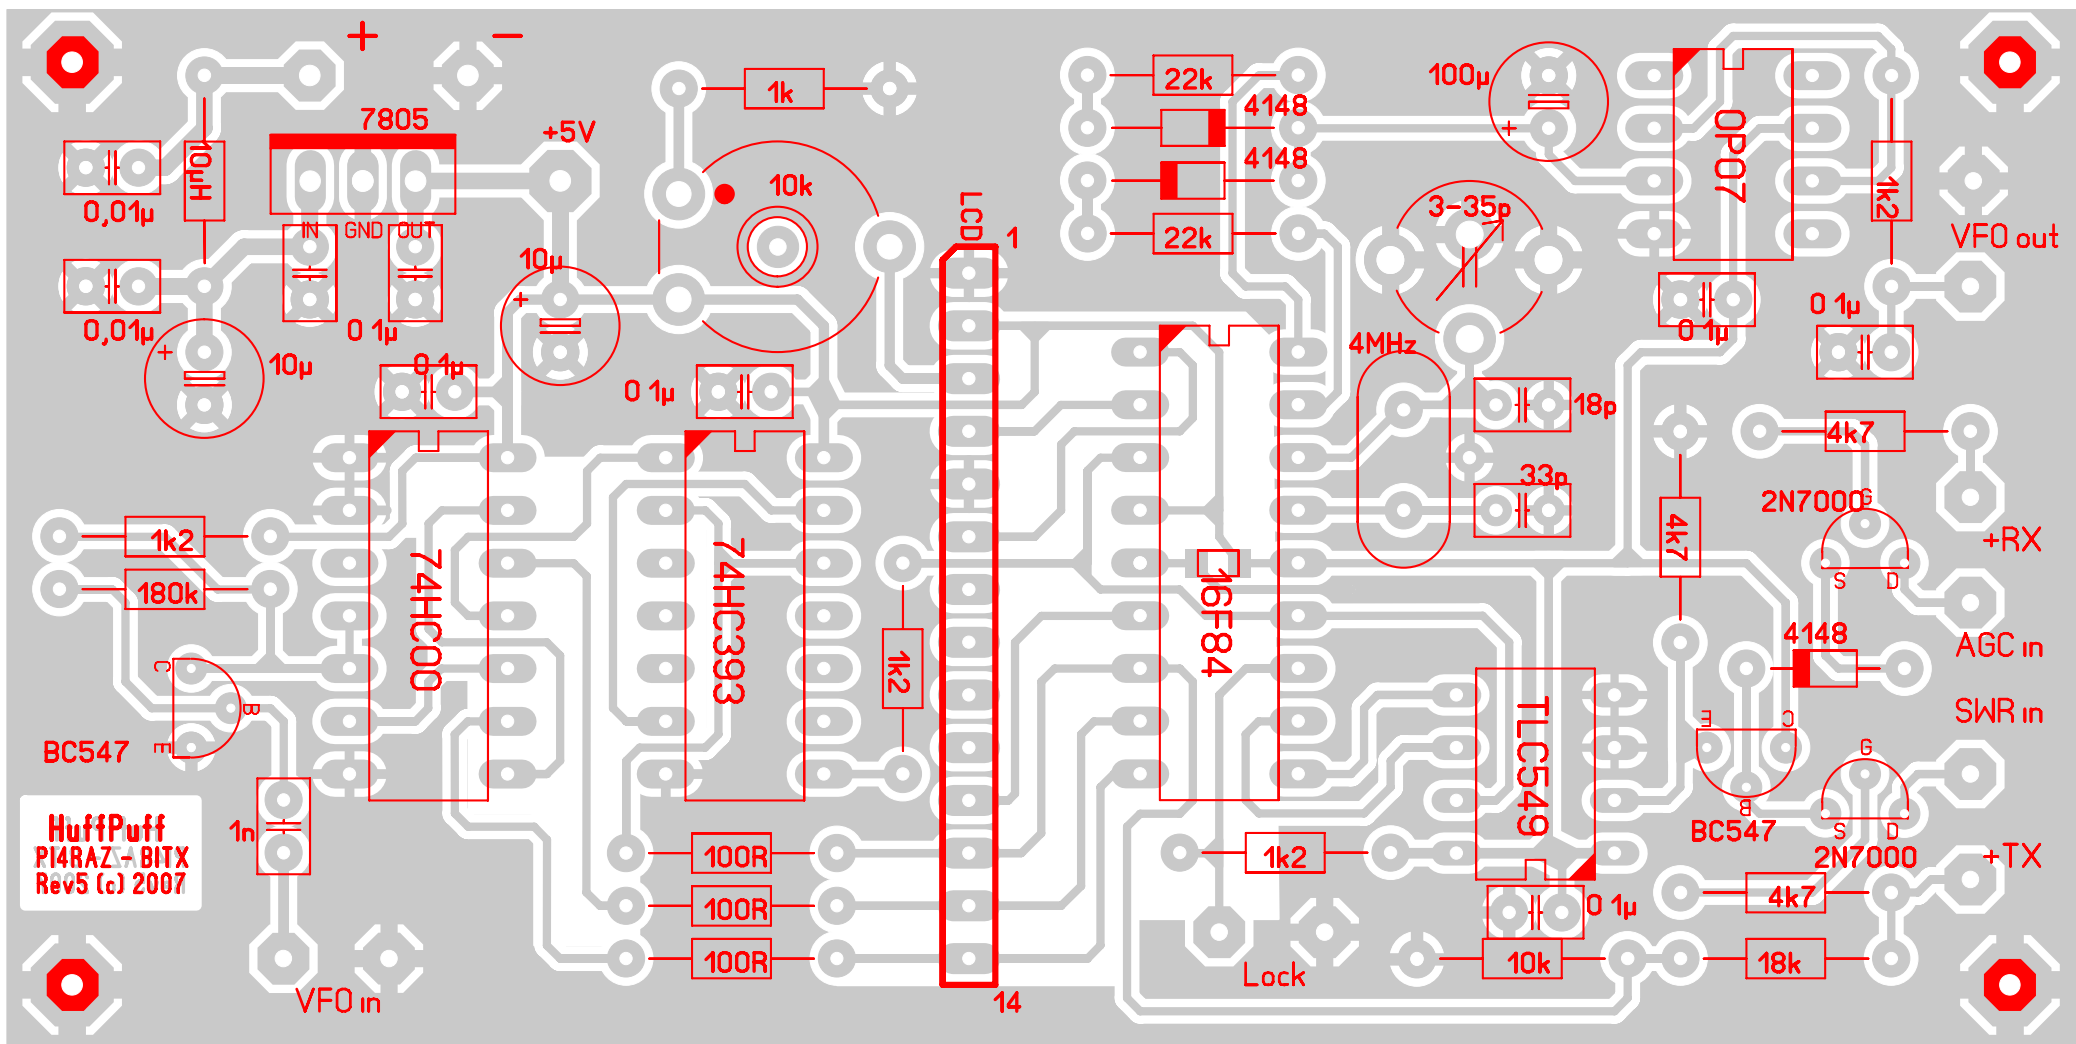 +
−
7805
+5V
1k
22k
4148
4148
22k
100µ
OP07
1k2
VFO out
0,01µ
10µH
0,01µ
IN
GND
OUT
0 1µ
10µ
+
10µ
+
10k
LCD
1
3-35p
+
0 1µ
0 1µ
0 1µ
0 1µ
4MHz
18p
33p
4k7
2N7000
G
S
D
+RX
AGC in
1k2
180k
74HC00
74HC393
1k2
16F84
4k7
4148
SWR in
C
B
E
BC547
TLC549
E
C
B
BC547
G
S
D
2N7000
+TX
HuffPuff
PI4RAZ - BITX
Rev5 (c) 2007
1n
100R
100R
100R
1k2
0 1µ
4k7
10k
18k
Lock
VFO in
14